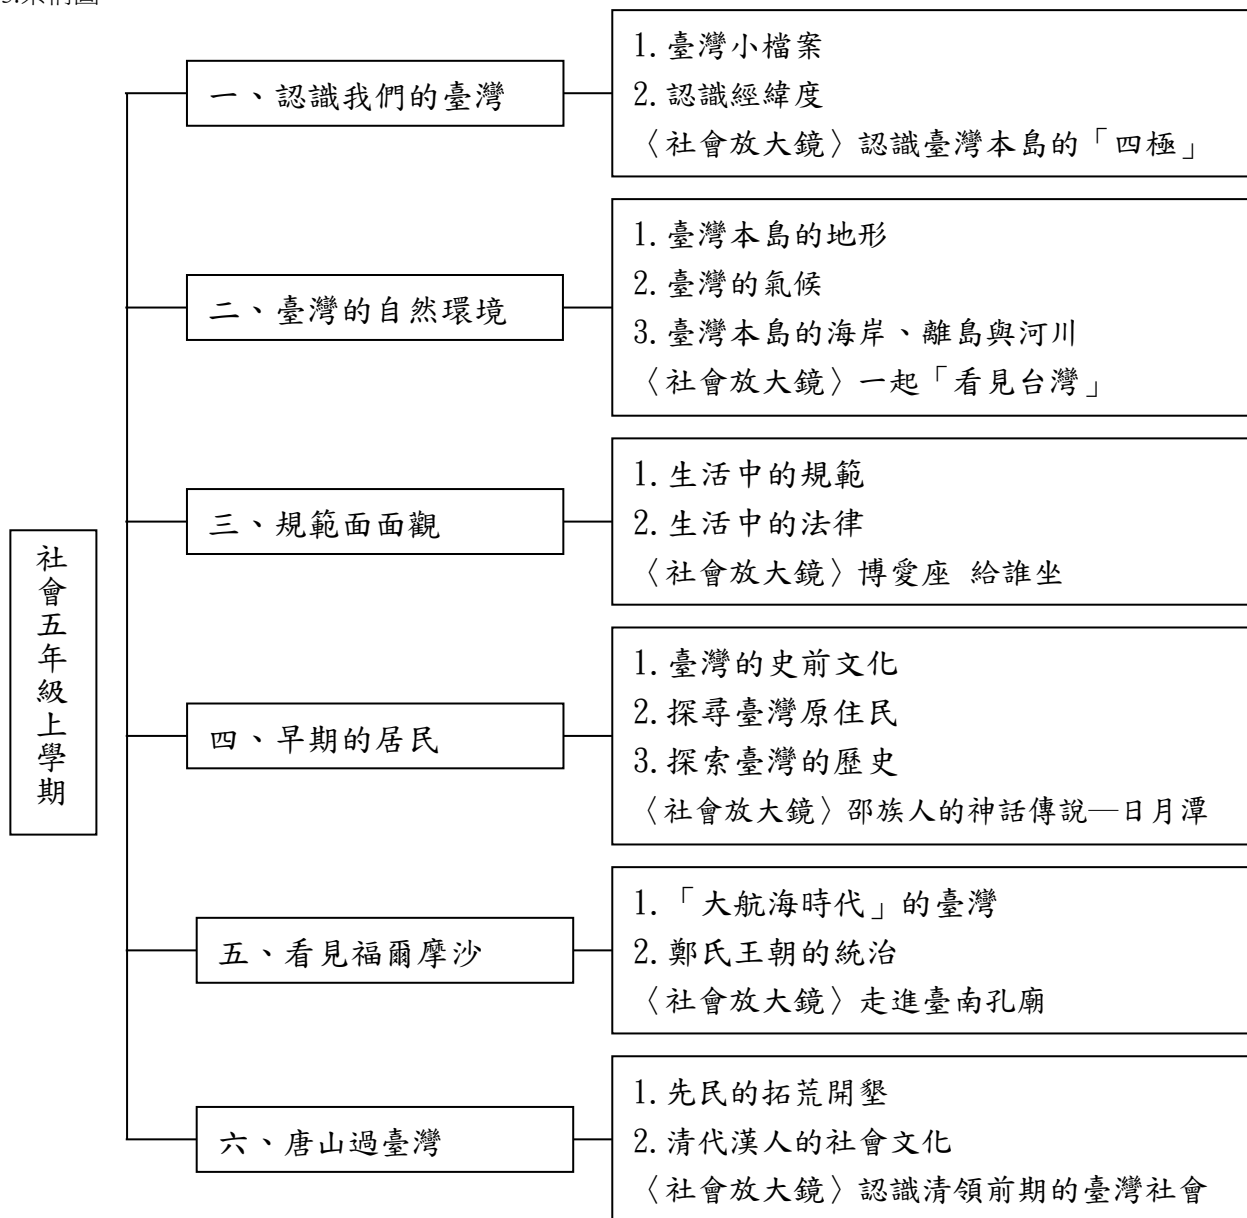 社會五年級上學期
一、認識我們的臺灣
1.臺灣小檔案
2.認識經緯度
〈社會放大鏡〉認識臺灣本島的「四極」
二、臺灣的自然環境
1.臺灣本島的地形
2.臺灣的氣候
3.臺灣本島的海岸、離島與河川
〈社會放大鏡〉一起「看見台灣」
三、規範面面觀
1.生活中的規範
2.生活中的法律
〈社會放大鏡〉博愛座 給誰坐
四、早期的居民
1.臺灣的史前文化
2.探尋臺灣原住民
3.探索臺灣的歷史
〈社會放大鏡〉邵族人的神話傳說─日月潭
五、看見福爾摩沙
1.「大航海時代」的臺灣
2.鄭氏王朝的統治
〈社會放大鏡〉走進臺南孔廟
六、唐山過臺灣
1.先民的拓荒開墾
2.清代漢人的社會文化
〈社會放大鏡〉認識清領前期的臺灣社會